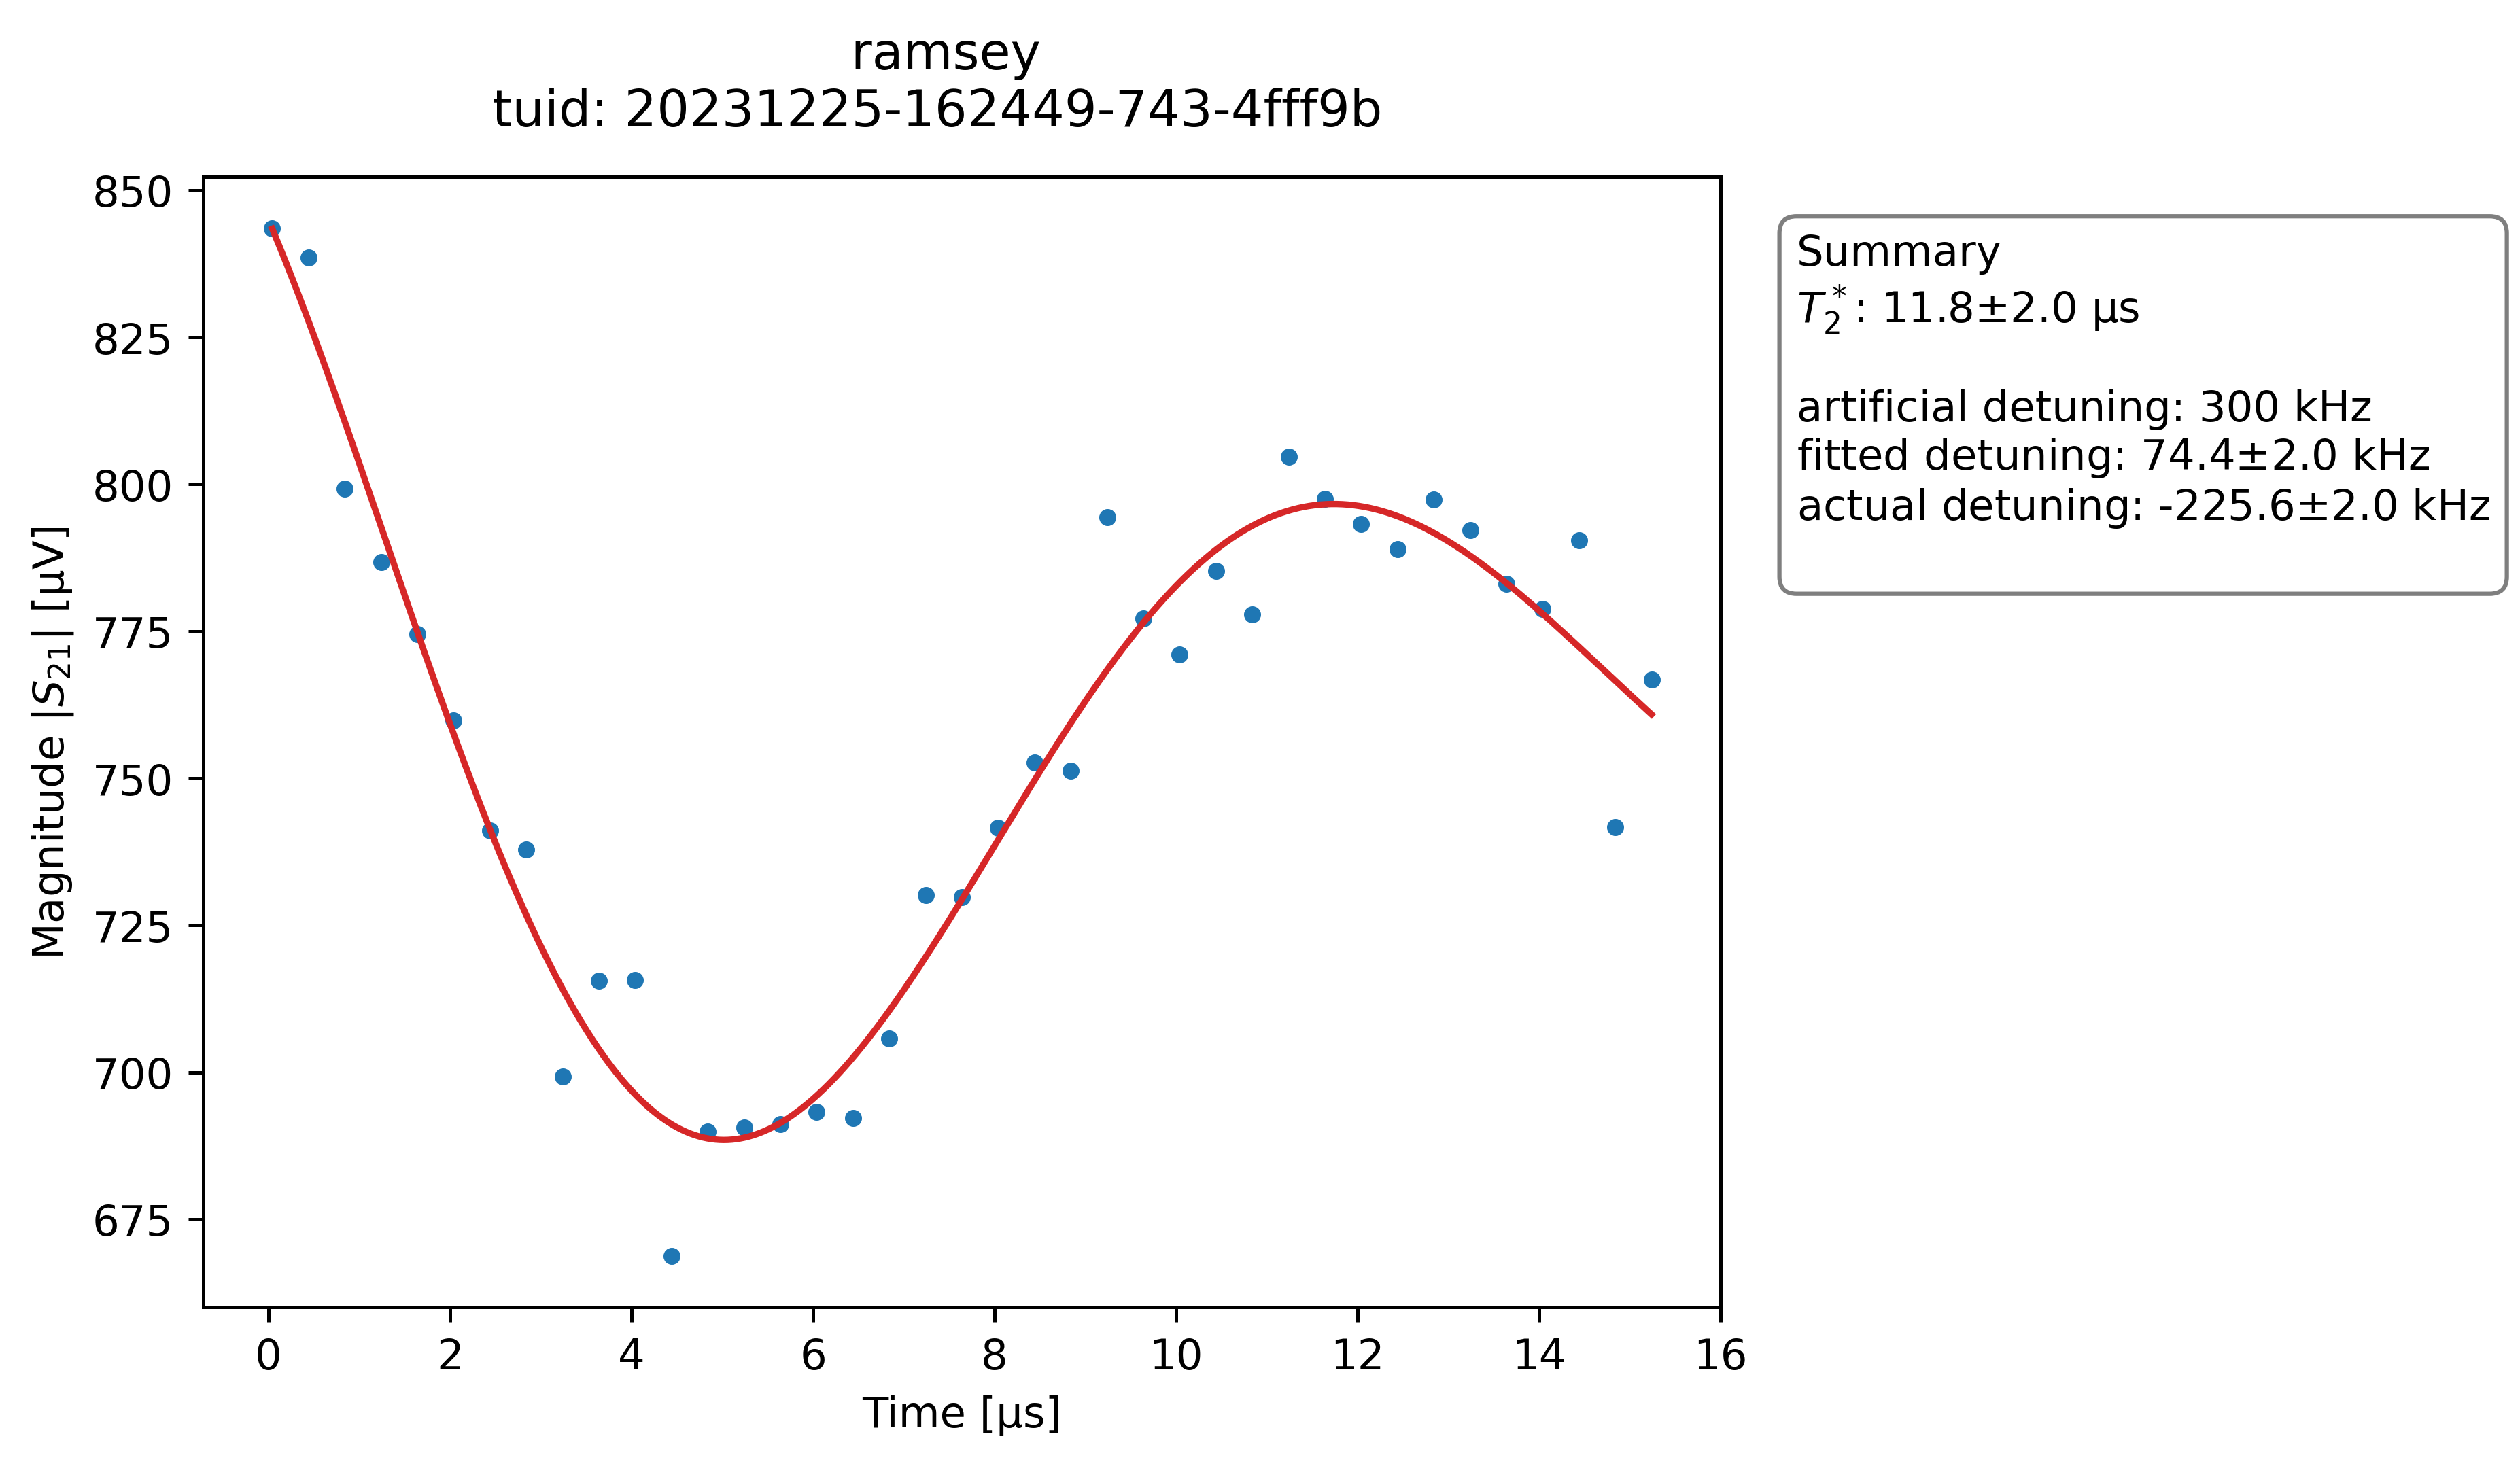 ramsey
tuid: 20231225-162449-743-4fff9b
850
825
800
775
750
725
700
675
Magnitude |S21| [µV]
0 2 4 6 8 10 12 14 16
Time [µs]
Summary
T2*: 11.8±2.0 µs
artificial detuning: 300 kHz
fitted detuning: 74.4±2.0 kHz
actual detuning: -225.6±2.0 kHz